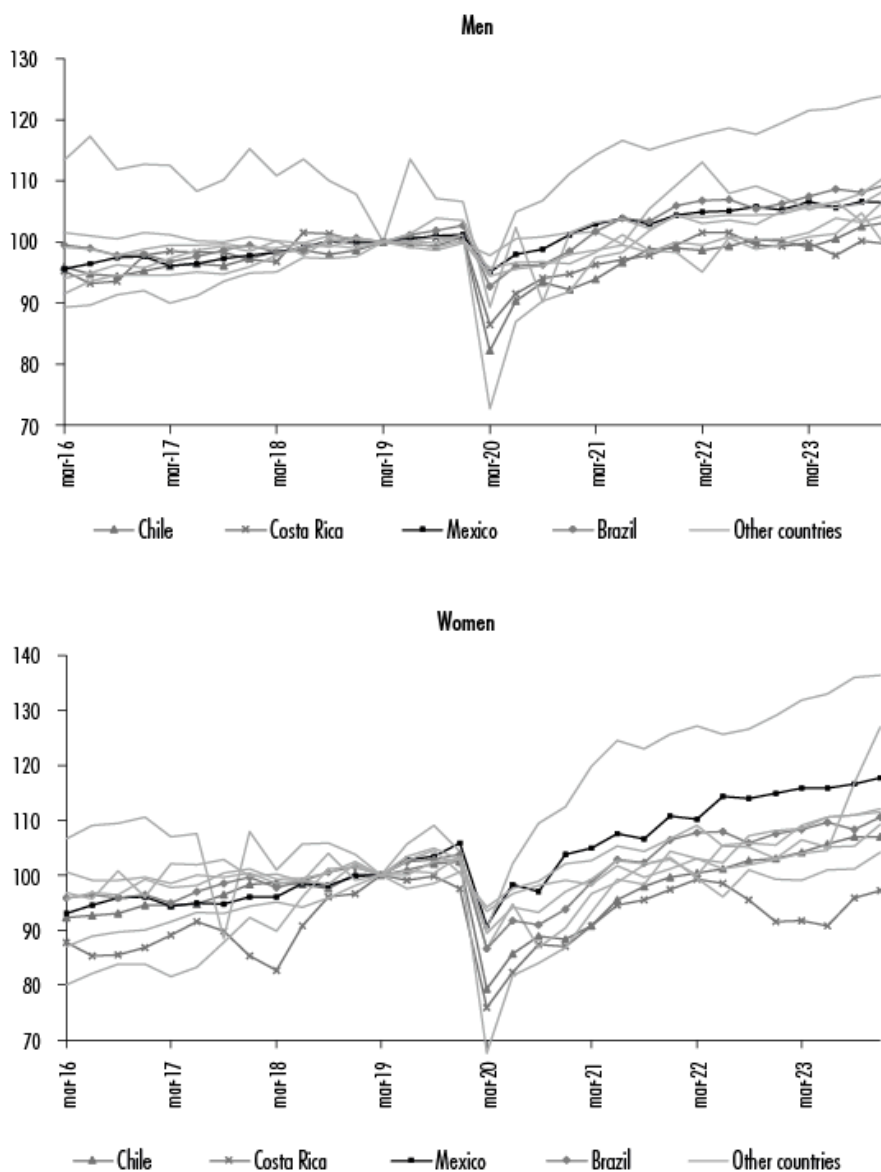 Men
130
120
110
100
90
80
70
mar-16
mar-17
mar-18
mar-19
mar-20
mar-21
mar-22
mar-23
Chile Costa Rica Mexico Brazil Other countries
Women
140
130
120
110
100
90
80
70
mar-16
mar-17
mar-18
mar-19
mar-20
mar-21
mar-22
mar-23
Chile Costa Rica Mexico Brazil Other countries